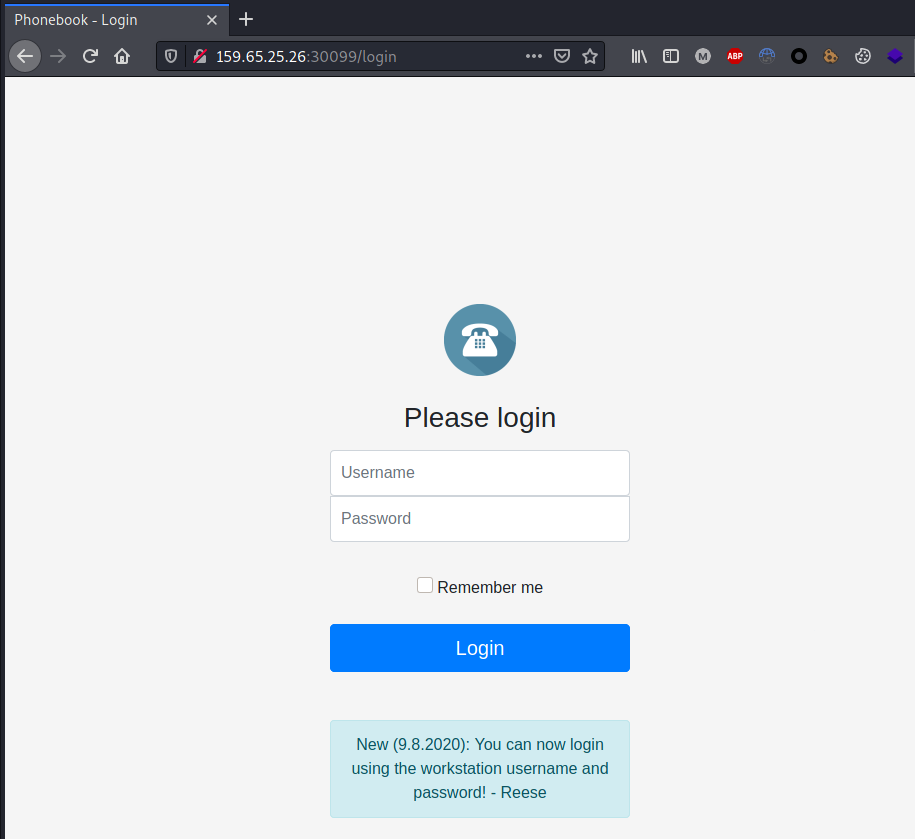 Phonebook - Login
159.65.25.26:30099/login
M
ABP
Please login
Username
Password
Remember me
Login
New (9.8.2020): You can now login
using the workstation username and
password! - Reese